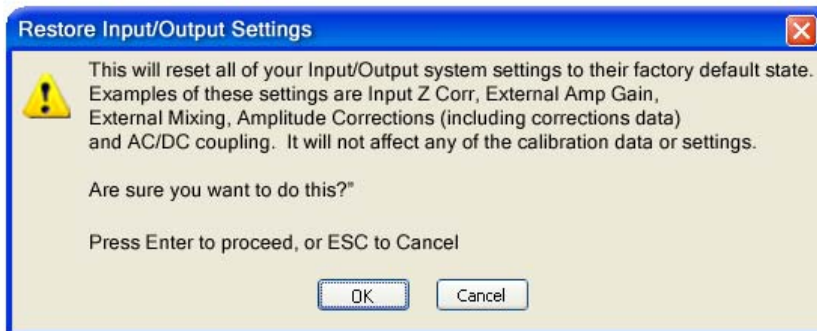 Restore Input/Output Settings
This will reset all of your Input/Output system settings to their factory default state.
Examples of these settings are Input Z Corr, External Amp Gain,
External Mixing, Amplitude Corrections (including corrections data)
and AC/DC coupling. It will not affect any of the calibration data or settings.
Are sure you want to do this?"
Press Enter to proceed, or ESC to Cancel
OK
Cancel